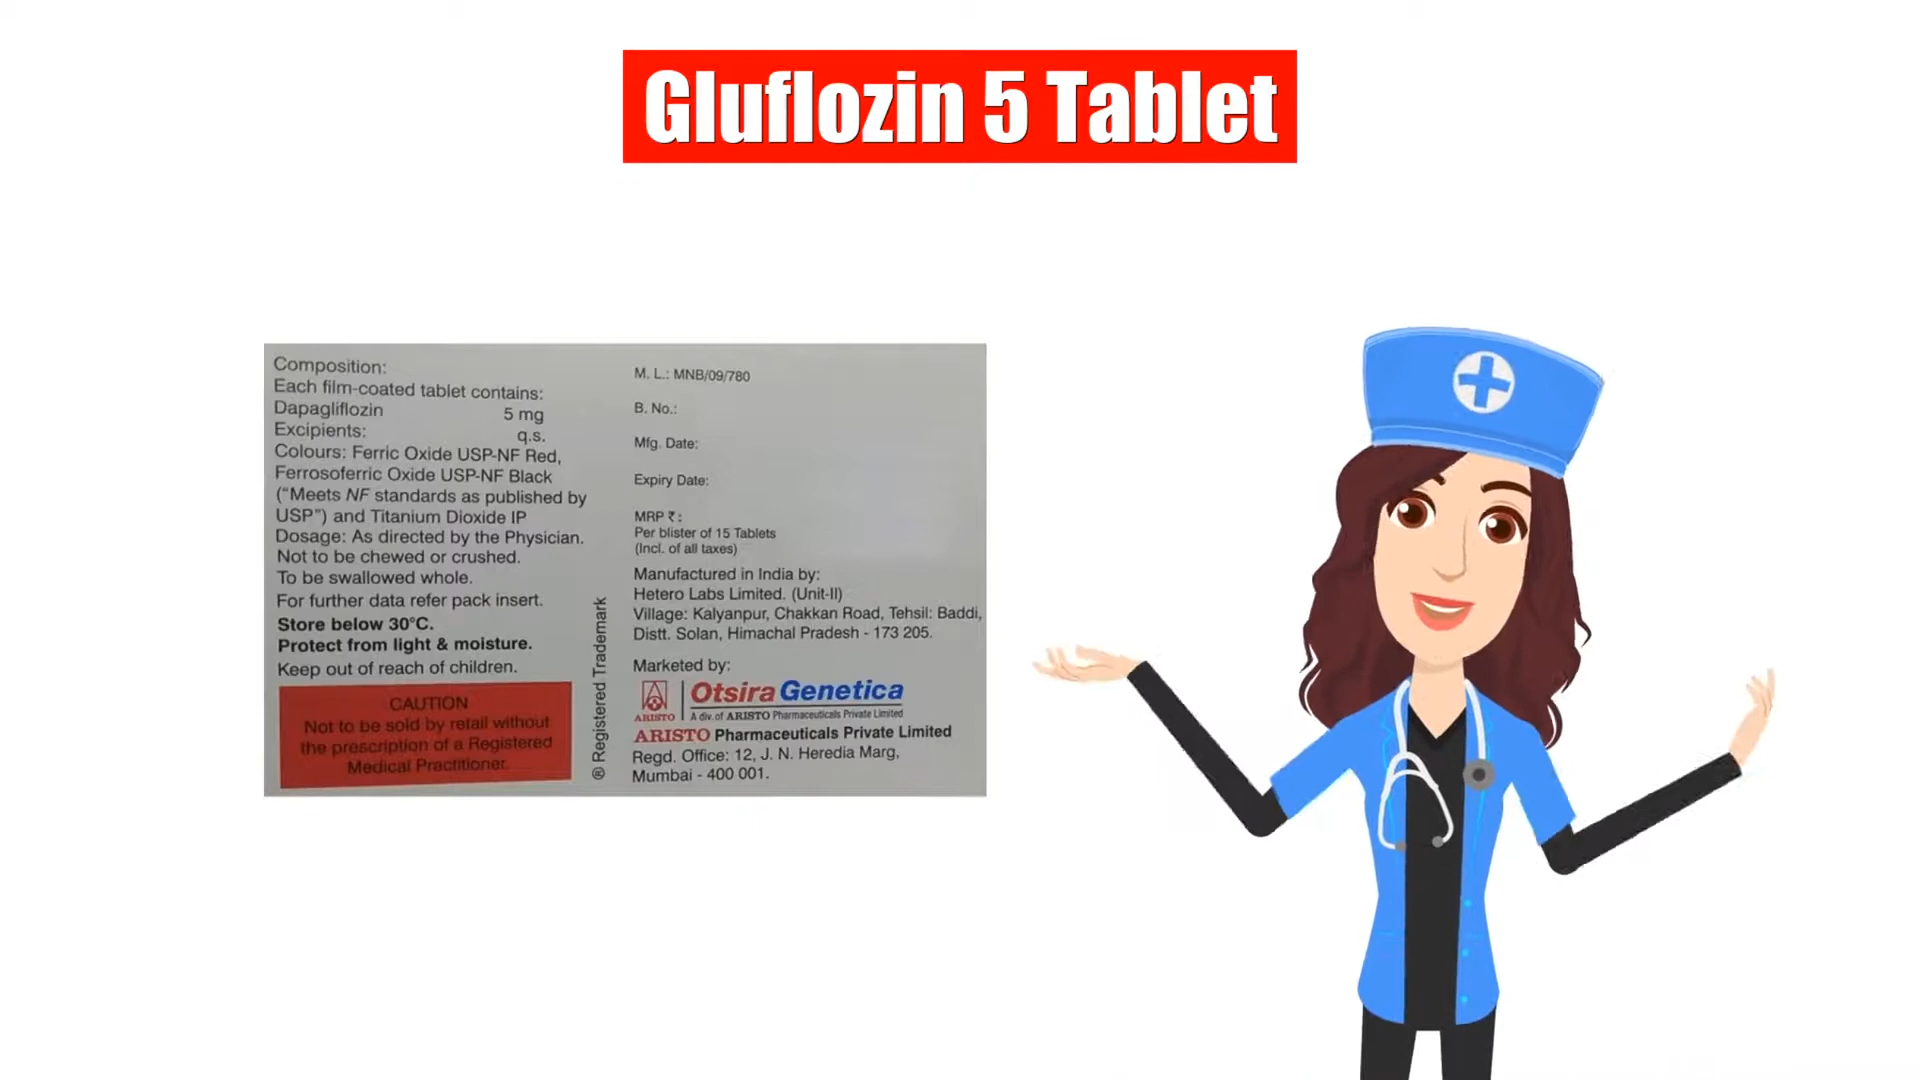 Gluflozin 5 Tablet
Composition:
Each film-coated tablet contains:
Dapagliflozin 5 mg
Excipients: q.s.
Colours: Ferric Oxide USP-NF Red,
Ferrosoferric Oxide USP-NF Black
("Meets NF standards as published by
USP") and Titanium Dioxide IP
Dosage: As directed by the Physician.
Not to be chewed or crushed.
To be swallowed whole.
For further data refer pack insert.
Store below 30°C.
Protect from light & moisture.
Keep out of reach of children.
CAUTION
Not to be sold by retail without
the prescription of a Registered
Medical Practitioner.
® Registered Trademark
M. L.: MNB/09/780
B. No.:
Mfg. Date:
Expiry Date:
MRP ₹ :
Per blister of 15 Tablets
(Incl. of all taxes)
Manufactured in India by:
Hetero Labs Limited. (Unit-II)
Village: Kalyanpur, Chakkan Road, Tehsil: Baddi,
Distt. Solan, Himachal Pradesh - 173 205.
Marketed by:
ARISTO
Otsira Genetica
A div. of ARISTO Pharmaceuticals Private Limited
ARISTO Pharmaceuticals Private Limited
Regd. Office: 12, J. N. Heredia Marg,
Mumbai - 400 001.